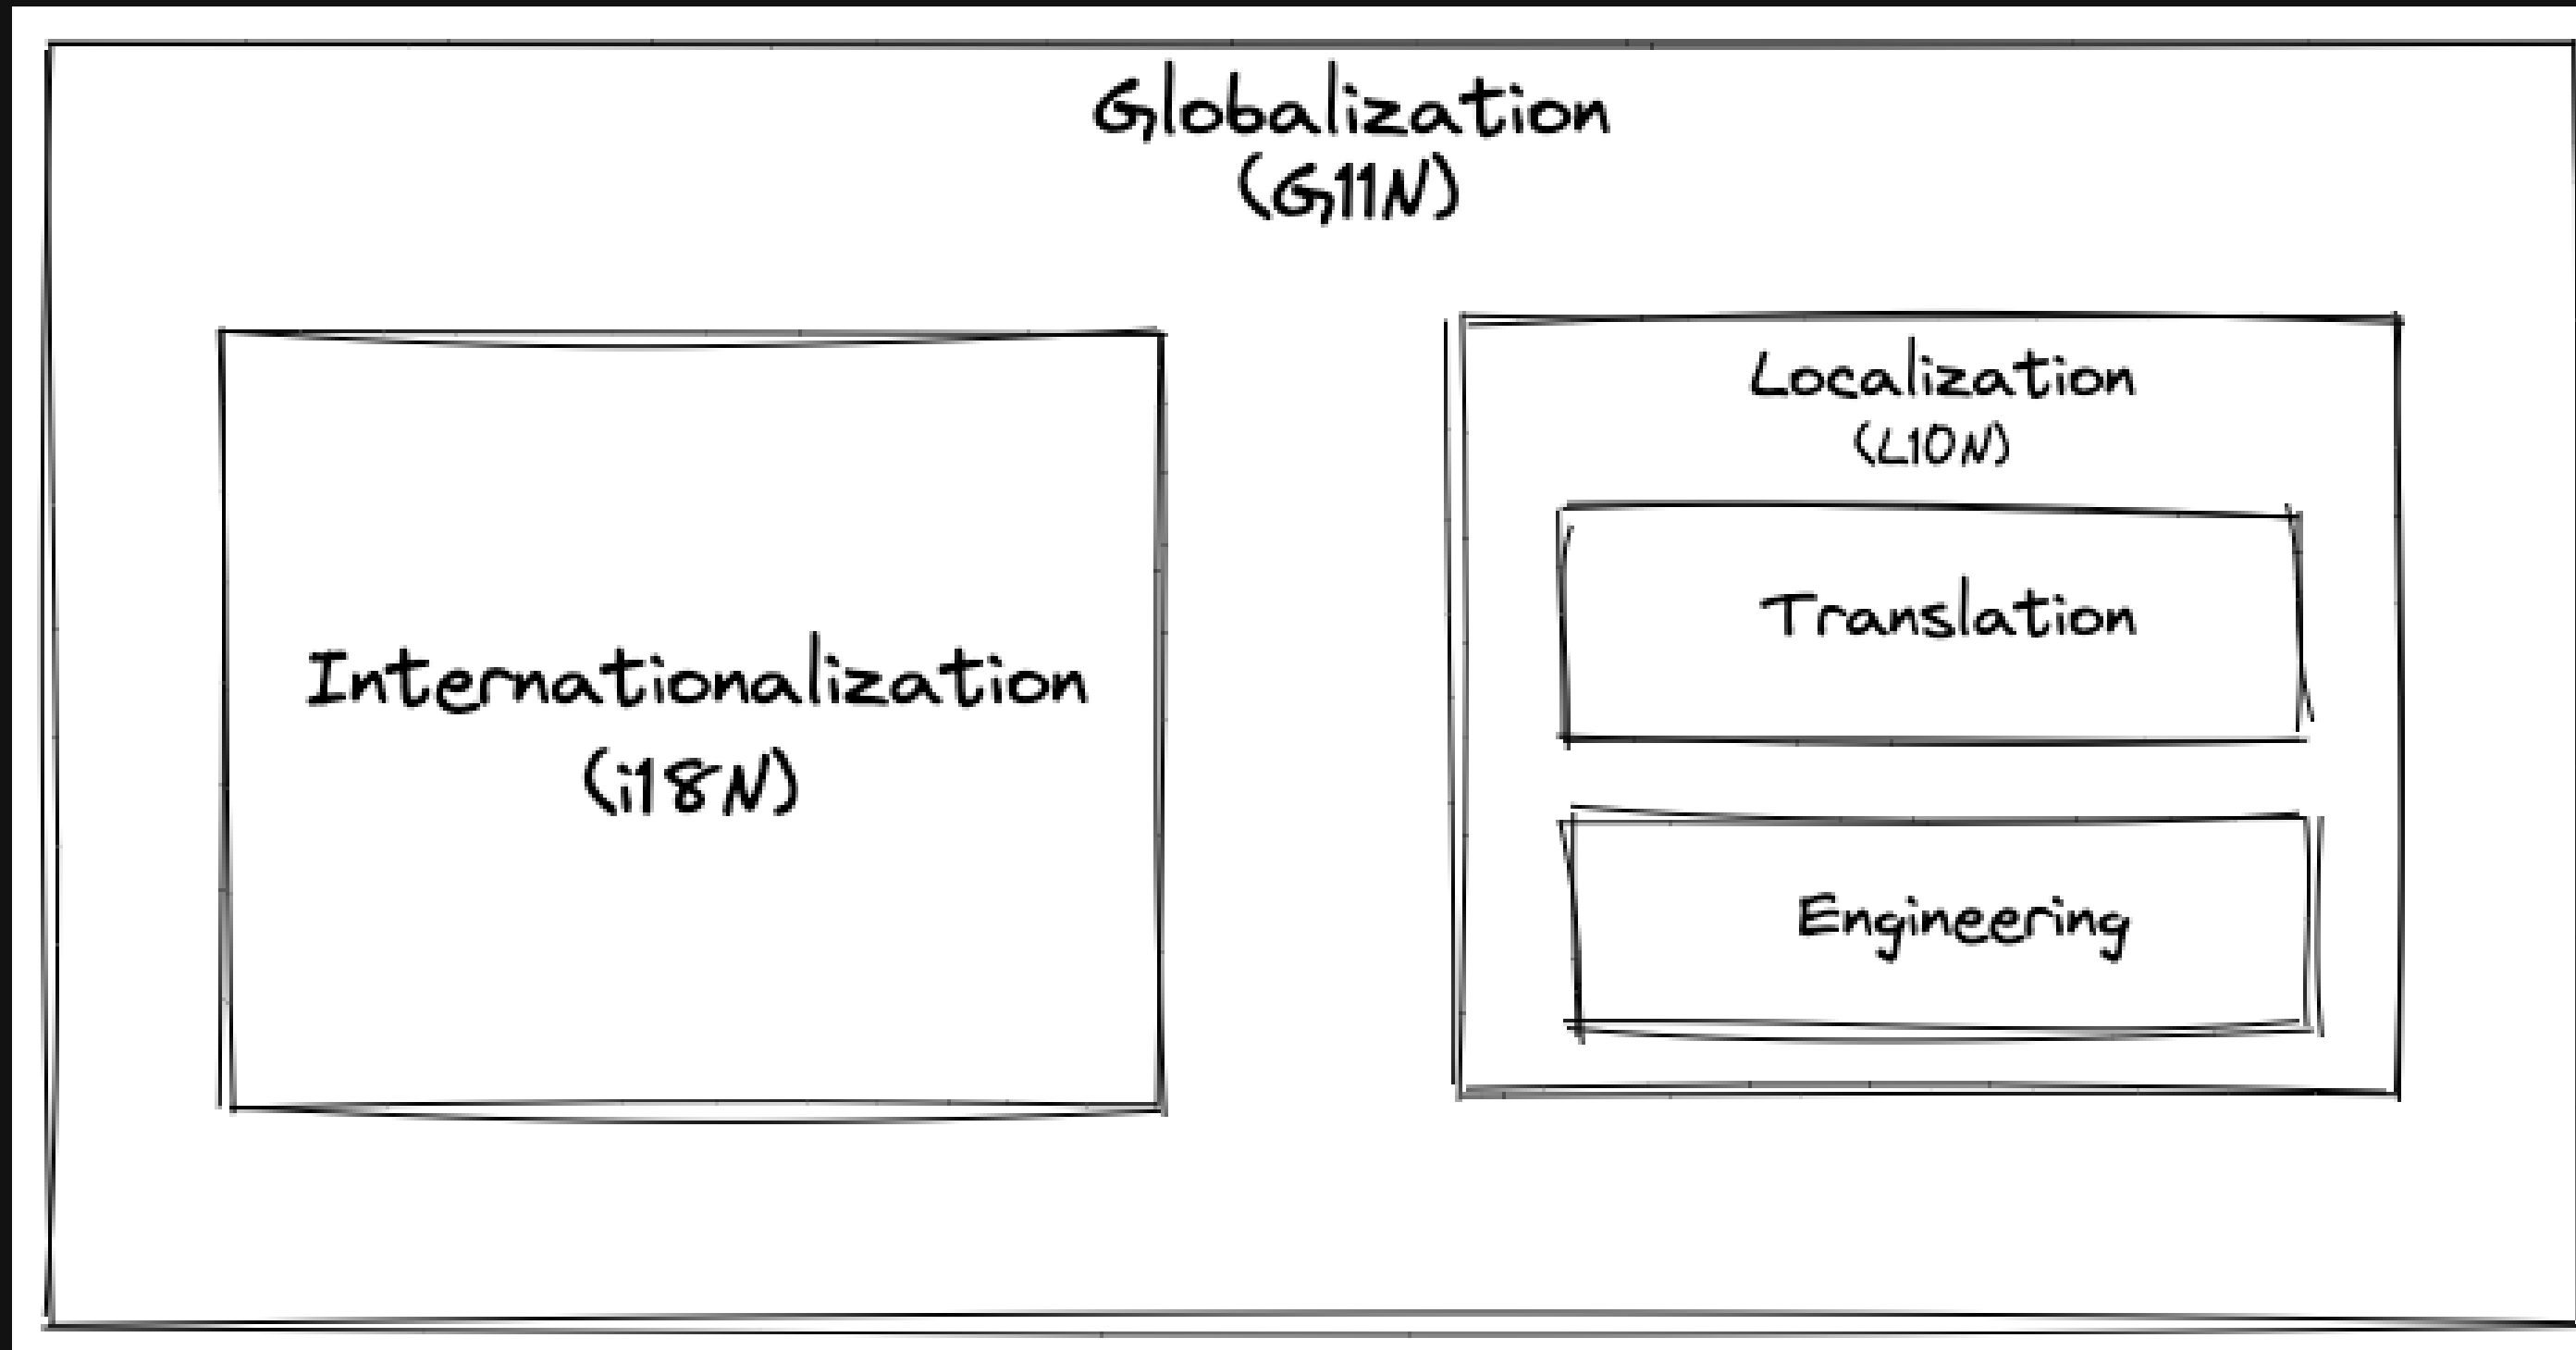 Globalization
(G11N)
Internationalization
(i18N)
Localization
(L10N)
Translation
Engineering